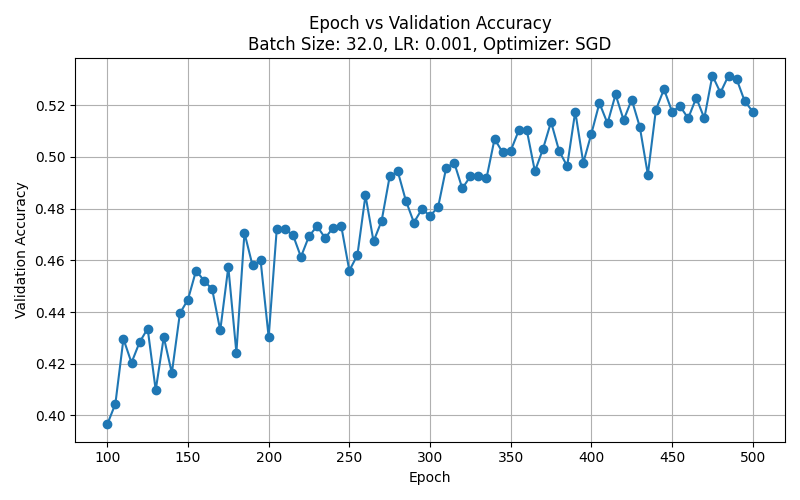 Epoch vs Validation Accuracy
Batch Size: 32.0, LR: 0.001, Optimizer: SGD
Validation Accuracy
0.52
0.50
0.48
0.46
0.44
0.42
0.40
100 150 200 250 300 350 400 450 500
Epoch